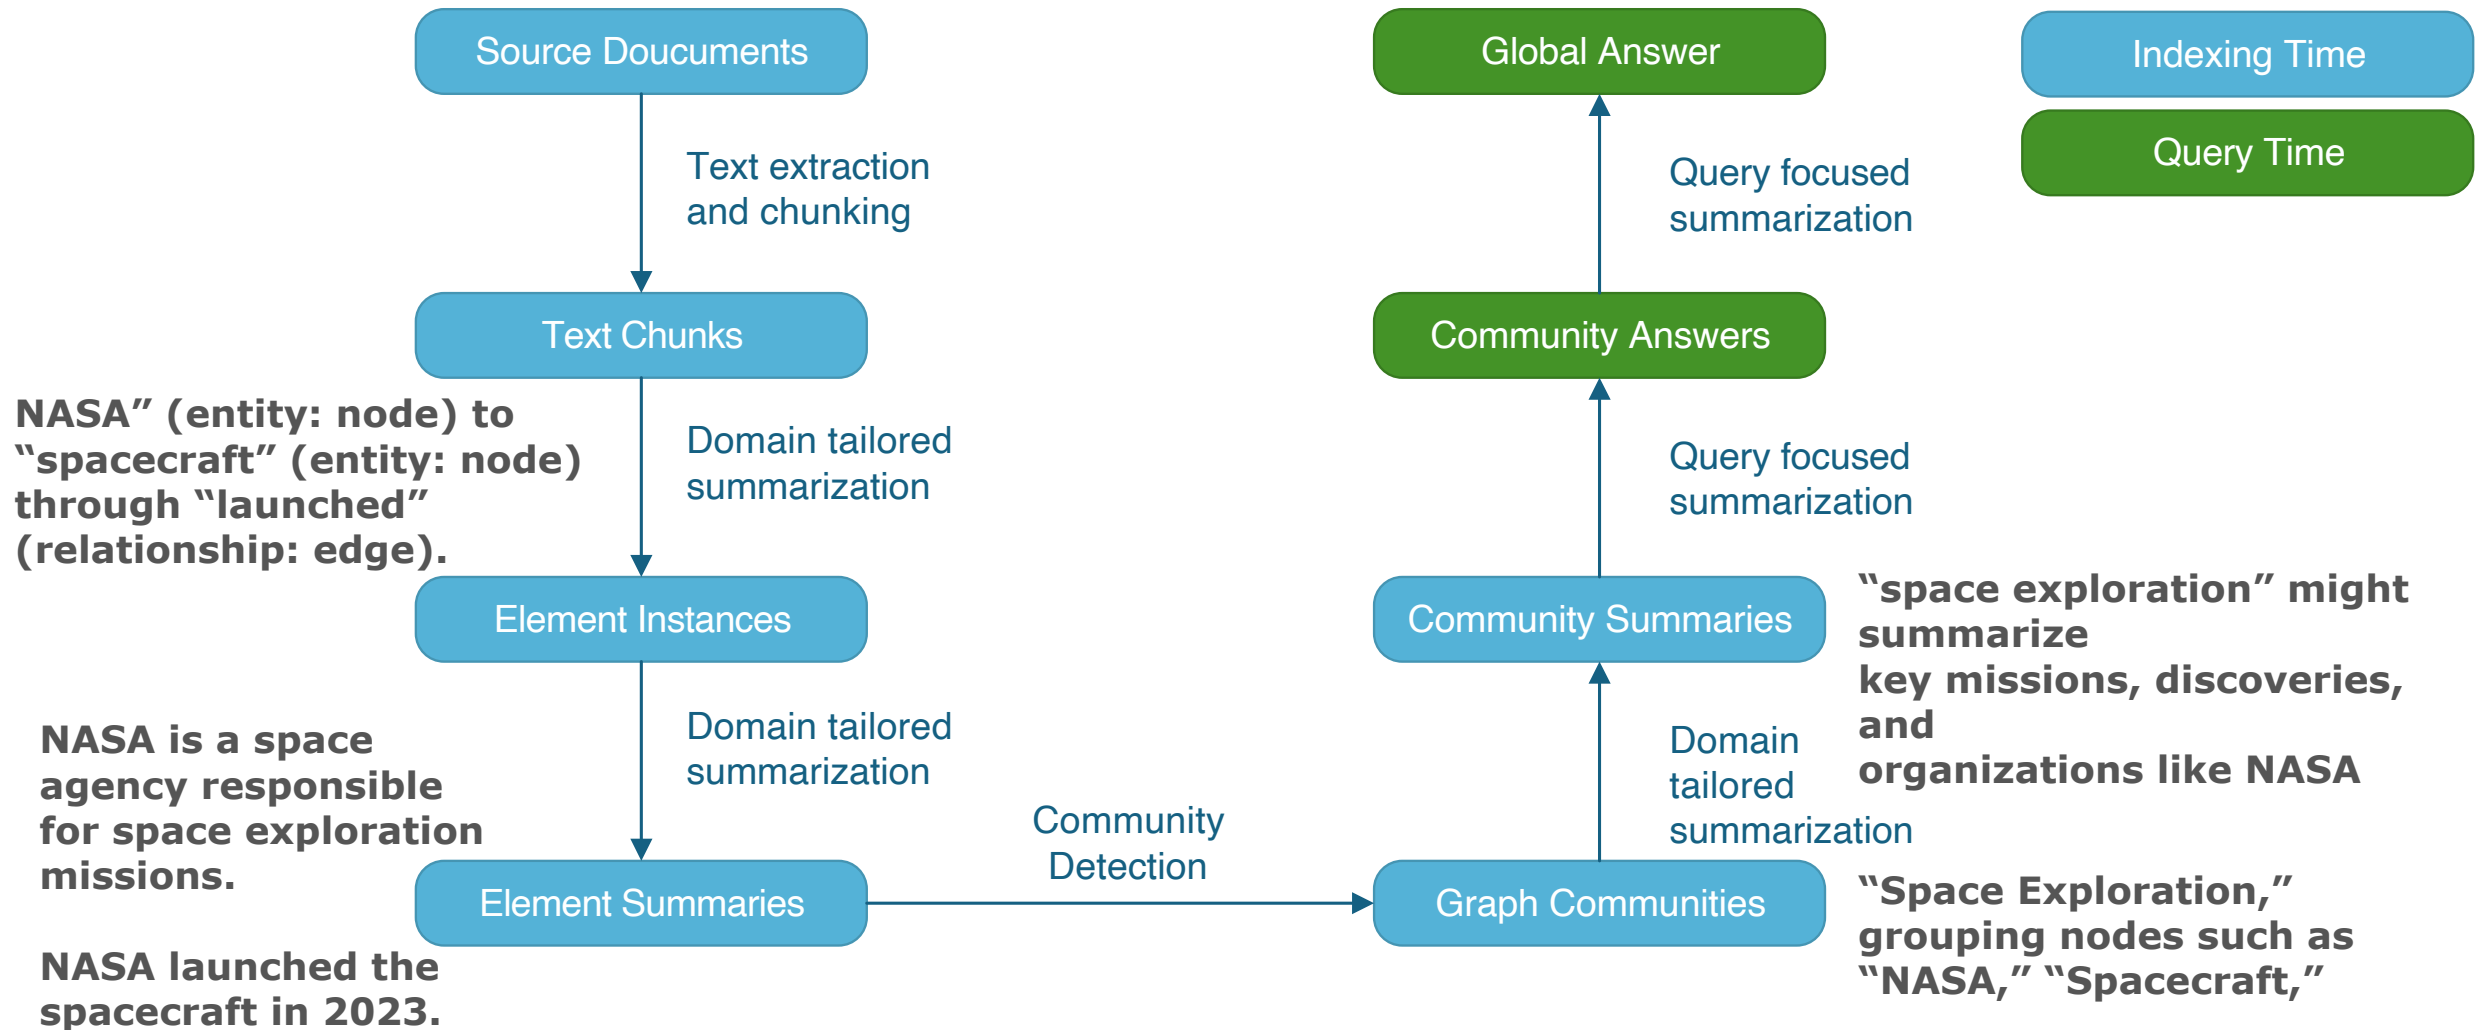 Source Doucuments
Text extraction
and chunking
Text Chunks
NASA” (entity: node) to
“spacecraft” (entity: node)
through “launched”
(relationship: edge).
Domain tailored
summarization
Element Instances
Domain tailored
summarization
NASA is a space
agency responsible
for space exploration
missions.
NASA launched the
spacecraft in 2023.
Element Summaries
Community
Detection
Graph Communities
“Space Exploration,”
grouping nodes such as
“NASA,” “Spacecraft,”
Domain
tailored
summarization
Community Summaries
“space exploration” might
summarize
key missions, discoveries,
and
organizations like NASA
Query focused
summarization
Community Answers
Query focused
summarization
Global Answer
Indexing Time
Query Time